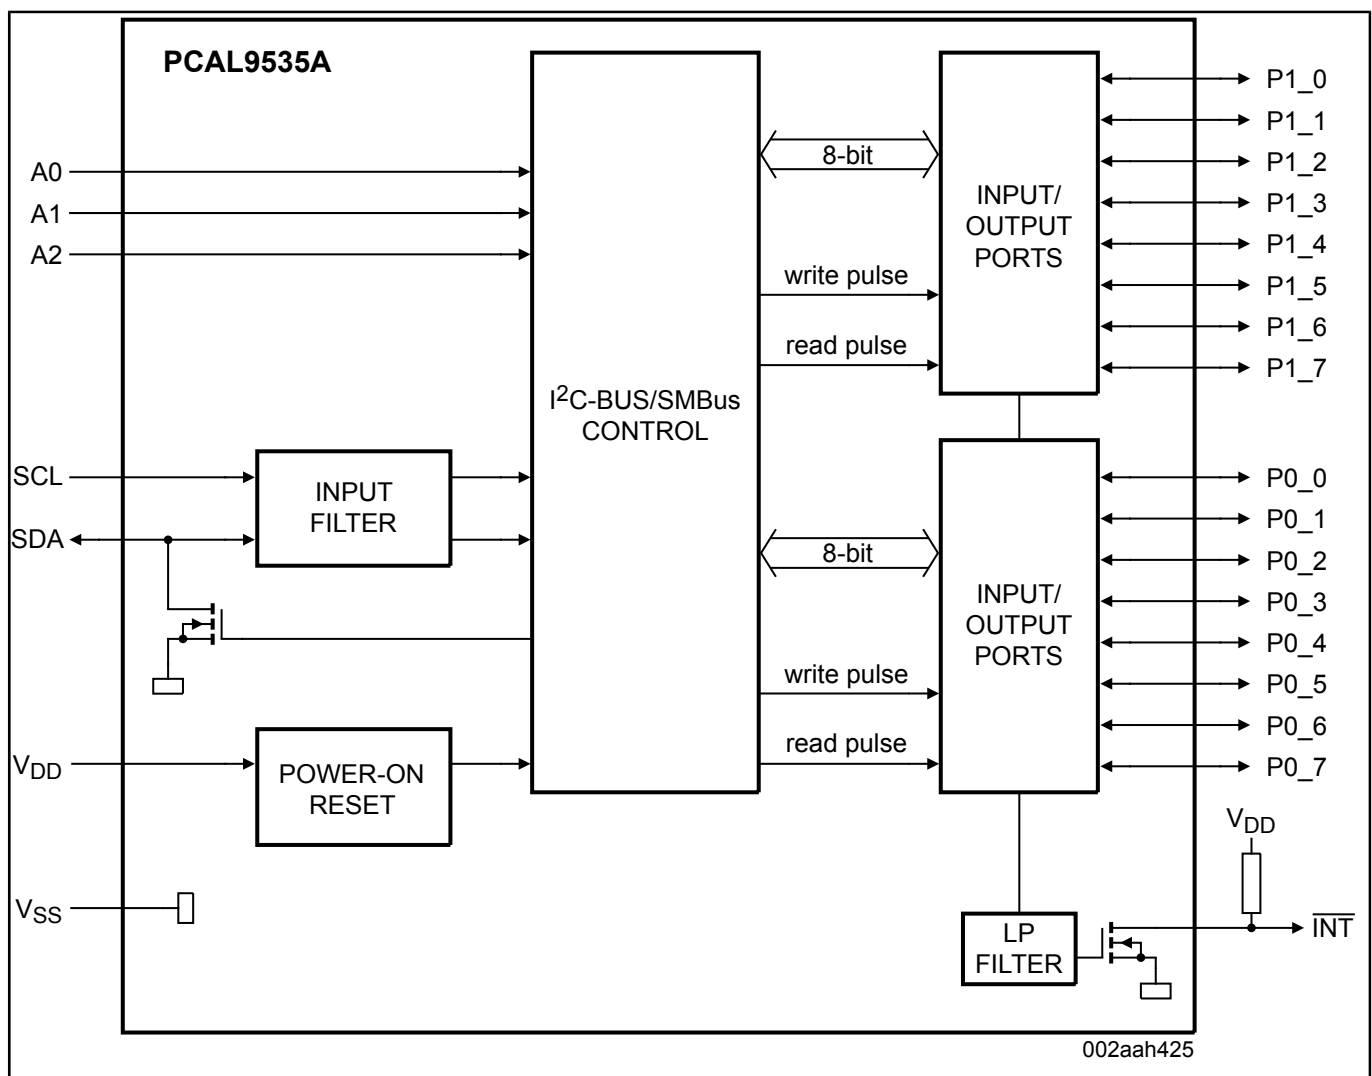 PCAL9535A
A0
A1
A2
SCL
SDA
VDD
VSS
INPUT
FILTER
POWER-ON
RESET
I2C-BUS/SMBus
CONTROL
8-bit
write pulse
read pulse
8-bit
write pulse
read pulse
INPUT/
OUTPUT
PORTS
INPUT/
OUTPUT
PORTS
LP
FILTER
P1_0
P1_1
P1_2
P1_3
P1_4
P1_5
P1_6
P1_7
P0_0
P0_1
P0_2
P0_3
P0_4
P0_5
P0_6
P0_7
VDD
INT
002aah425